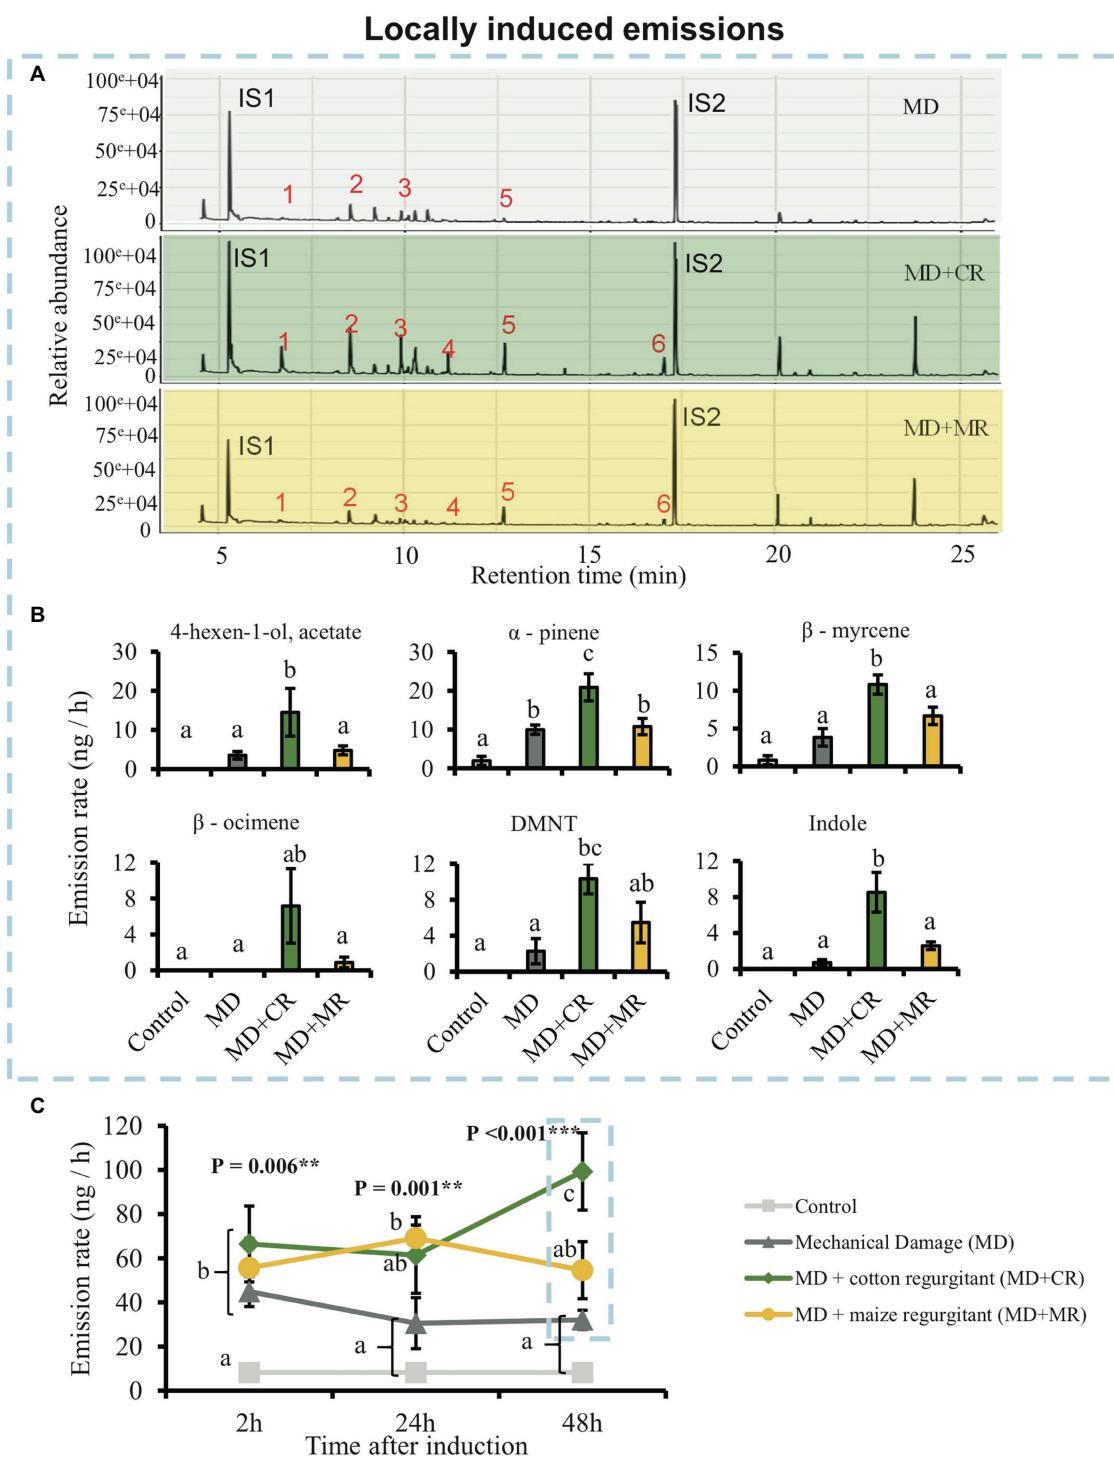 Locally induced emissions
A
Relative abundance
100e+04
75e+04
50e+04
25e+04
0
IS1
1
2
3
5
IS2
MD
100e+04
75e+04
50e+04
25e+04
0
IS1
1
2
3
4
5
6
IS2
MD+CR
100e+04
75e+04
50e+04
25e+04
0
IS1
1
2
3
4
5
6
IS2
MD+MR
5
10
15
20
25
Retention time (min)
B
Emission rate (ng / h)
4-hexen-1-ol, acetate
30
20
10
0
a
a
b
a
α - pinene
30
20
10
0
a
b
c
b
β - myrcene
15
10
5
0
a
a
b
a
Emission rate (ng / h)
β - ocimene
12
8
4
0
a
a
ab
a
Control
MD
MD+CR
MD+MR
DMNT
12
8
4
0
a
a
bc
ab
Control
MD
MD+CR
MD+MR
Indole
12
8
4
0
a
a
b
a
Control
MD
MD+CR
MD+MR
C
Emission rate (ng / h)
120
100
80
60
40
20
0
P = 0.006**
P = 0.001**
P <0.001***
b
a
b
ab
a
c
ab
a
2h
24h
48h
Time after induction
Control
Mechanical Damage (MD)
MD + cotton regurgitant (MD+CR)
MD + maize regurgitant (MD+MR)